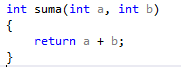 int suma(int a, int b)
{
    return a + b;
}